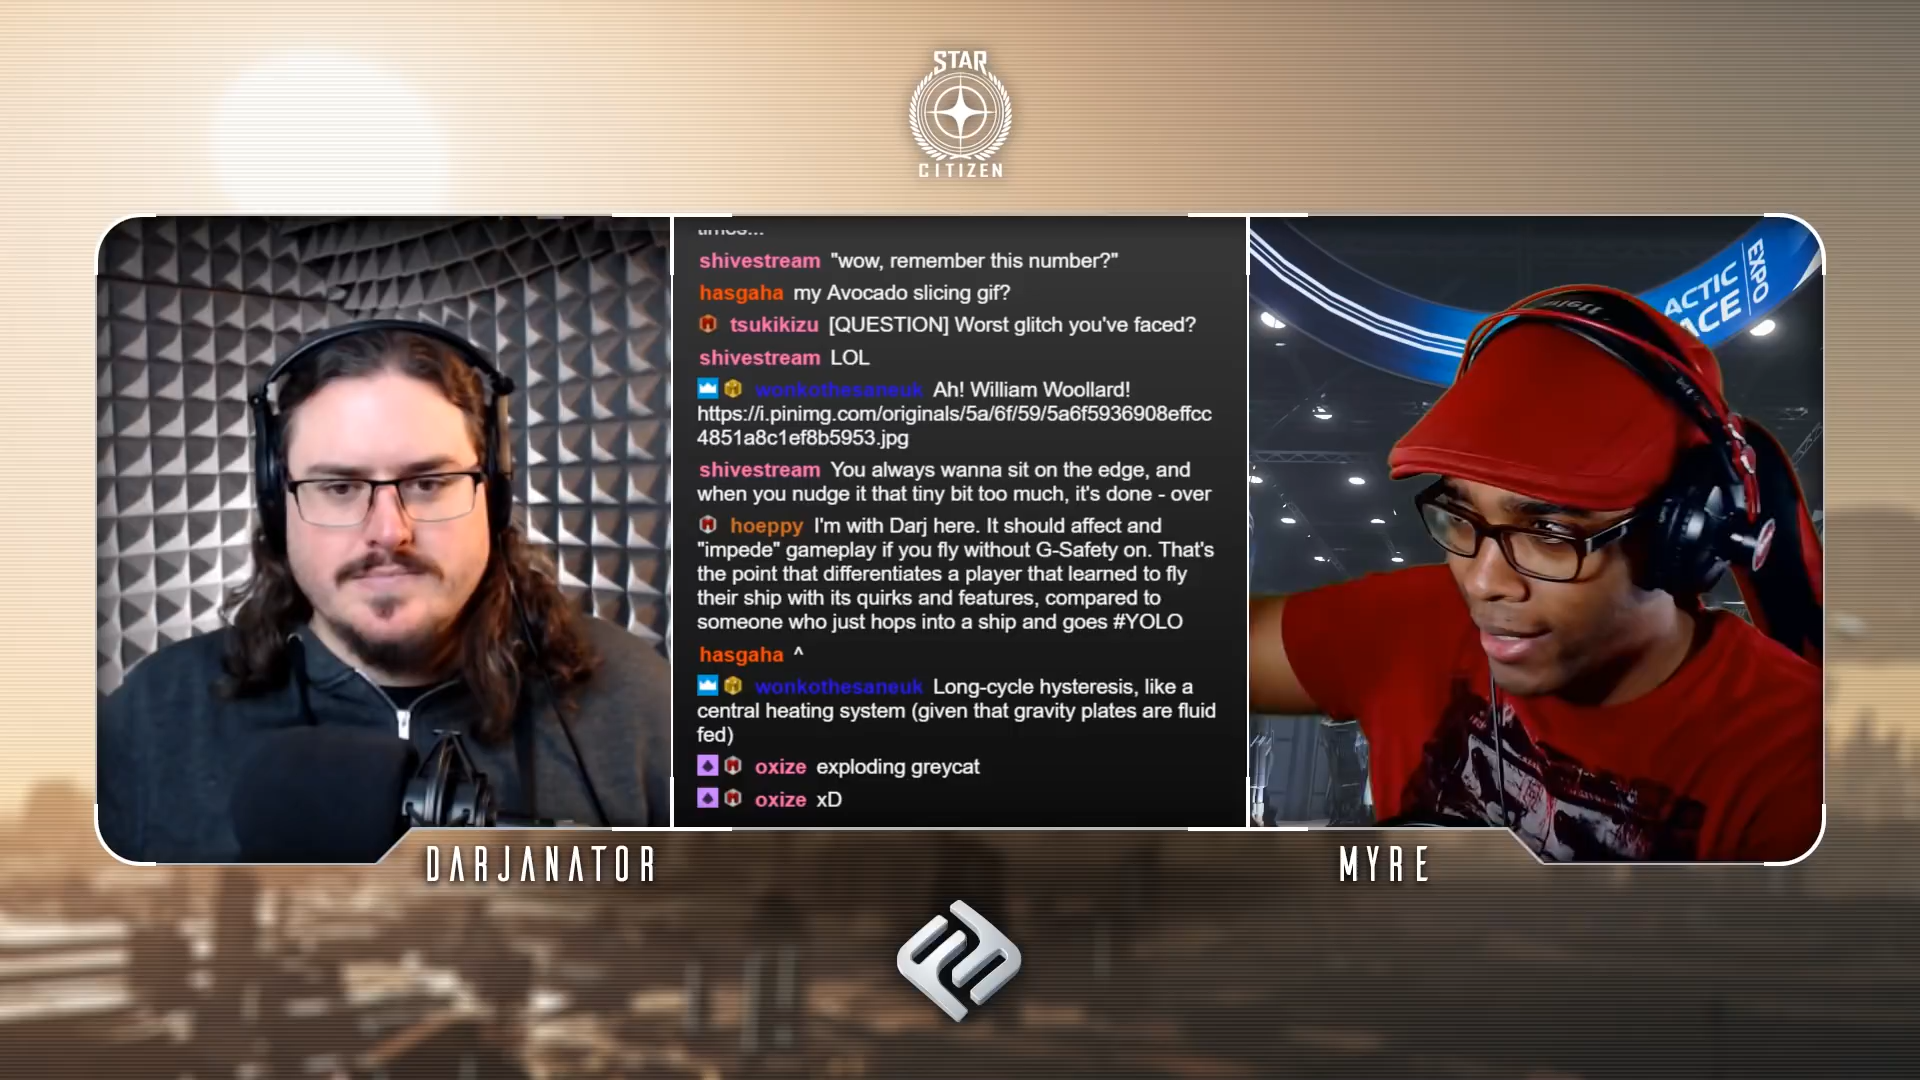 STAR
CITIZEN
times...
shivestream "wow, remember this number?"
hasgaha my Avocado slicing gif?
tsukikizu [QUESTION] Worst glitch you've faced?
shivestream LOL
wonkothesaneuk Ah! William Woollard!
https://i.pinimg.com/originals/5a/6f/59/5a6f5936908effcc
4851a8c1ef8b5953.jpg
shivestream You always wanna sit on the edge, and
when you nudge it that tiny bit too much, it's done - over
hoeppy I'm with Darj here. It should affect and
"impede" gameplay if you fly without G-Safety on. That's
the point that differentiates a player that learned to fly
their ship with its quirks and features, compared to
someone who just hops into a ship and goes #YOLO
hasgaha ^
wonkothesaneuk Long-cycle hysteresis, like a
central heating system (given that gravity plates are fluid
fed)
oxize exploding greycat
oxize xD
ACTIC
ACE
EXPO
DARJANATOR
MYRE